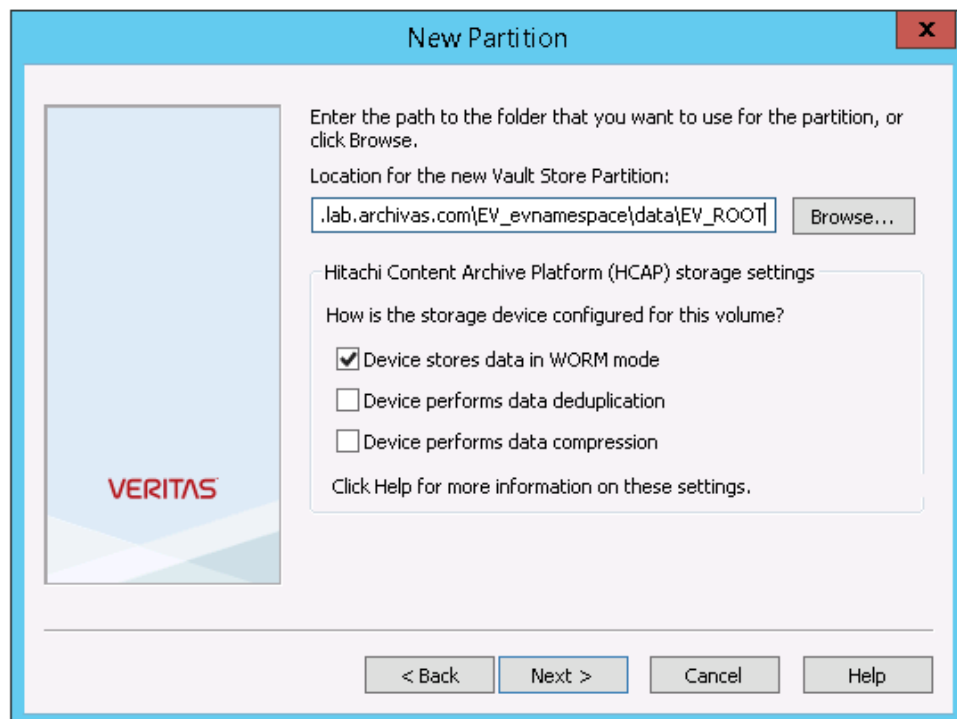 New Partition
x
Enter the path to the folder that you want to use for the partition, or
click Browse.
Location for the new Vault Store Partition:
.lab.archivas.com\EV_evnamespace\data\EV_ROOT
Browse...
Hitachi Content Archive Platform (HCAP) storage settings
How is the storage device configured for this volume?
Device stores data in WORM mode
Device performs data deduplication
Device performs data compression
VERITAS
Click Help for more information on these settings.
< Back
Next >
Cancel
Help